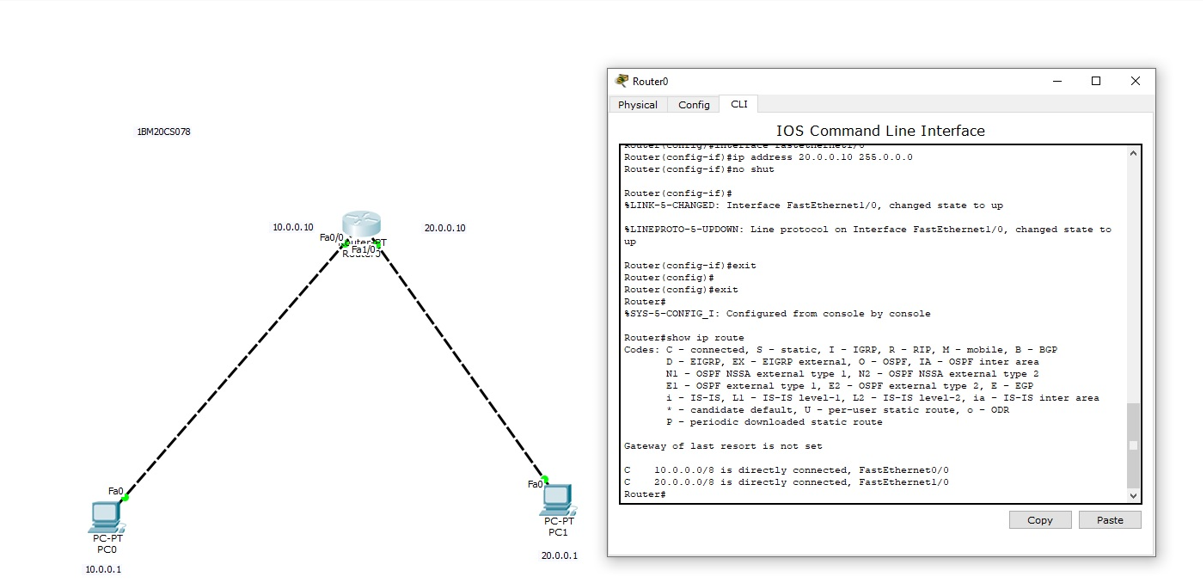 1BM20CS078
10.0.0.10
20.0.0.10
Fa0/0
Fa1/0
Fa0
PC-PT
PC0
10.0.0.1
Fa0
PC-PT
PC1
20.0.0.1
Router0
Physical
Config
CLI
IOS Command Line Interface
Router(config-if)#ip address 20.0.0.10 255.0.0.0
Router(config-if)#no shut
Router(config-if)#
%LINK-5-CHANGED: Interface FastEthernet1/0, changed state to up
%LINEPROTO-5-UPDOWN: Line protocol on Interface FastEthernet1/0, changed state to
up
Router(config-if)#exit
Router(config)#
Router(config)#exit
Router#
%SYS-5-CONFIG_I: Configured from console by console
Router#show ip route
Codes: C - connected, S - static, I - IGRP, R - RIP, M - mobile, B - BGP
D - EIGRP, EX - EIGRP external, O - OSPF, IA - OSPF inter area
N1 - OSPF NSSA external type 1, N2 - OSPF NSSA external type 2
E1 - OSPF external type 1, E2 - OSPF external type 2, E - EGP
i - IS-IS, L1 - IS-IS level-1, L2 - IS-IS level-2, ia - IS-IS inter area
* - candidate default, U - per-user static route, o - ODR
P - periodic downloaded static route
Gateway of last resort is not set
C 10.0.0.0/8 is directly connected, FastEthernet0/0
C 20.0.0.0/8 is directly connected, FastEthernet1/0
Router#
Copy
Paste